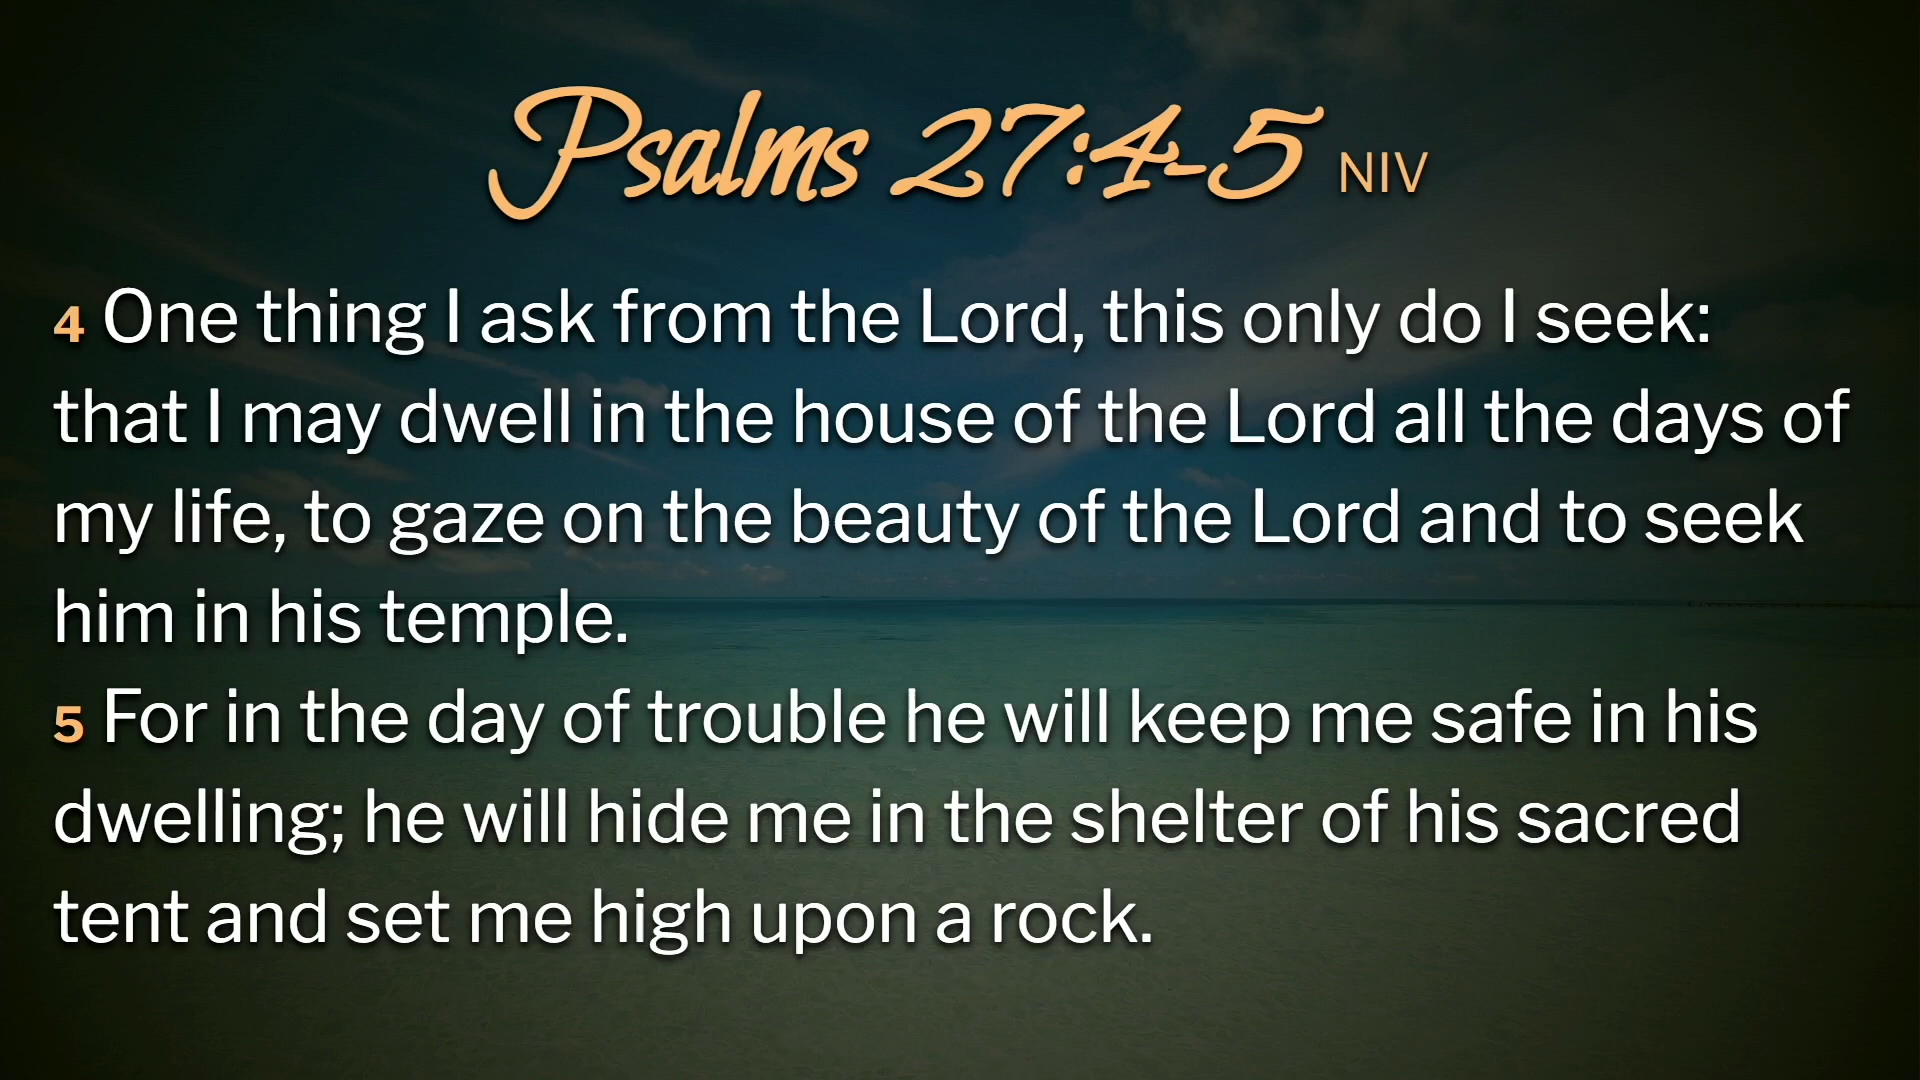 Psalms 27:4-5 NIV
4 One thing I ask from the Lord, this only do I seek:
that I may dwell in the house of the Lord all the days of
my life, to gaze on the beauty of the Lord and to seek
him in his temple.
5 For in the day of trouble he will keep me safe in his
dwelling; he will hide me in the shelter of his sacred
tent and set me high upon a rock.